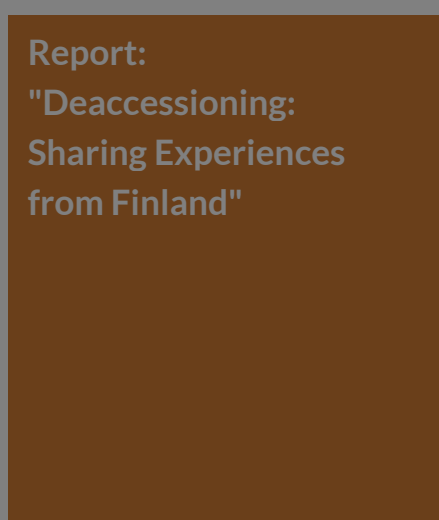 Report:
"Deaccessioning:
Sharing Experiences
from Finland"